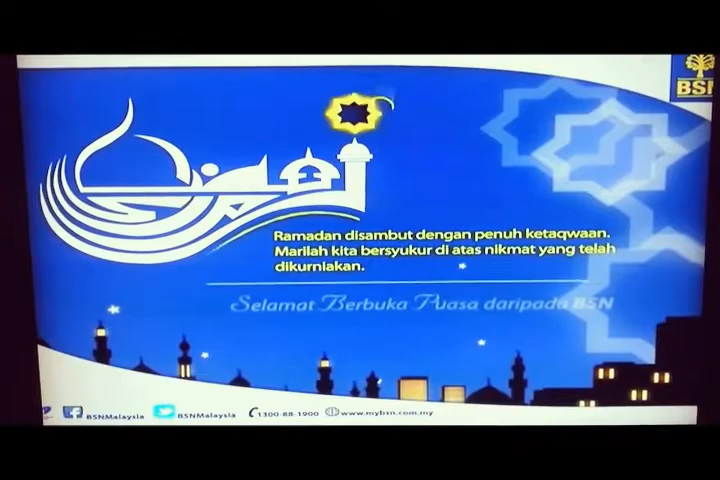 BSN
رمضان
Ramadan disambut dengan penuh ketaqwaan.
Marilah kita bersyukur di atas nikmat yang telah
dikurniakan.
Selamat Berbuka Puasa daripada BSN
BSNMalaysia
BSNMalaysia
1300-88-1900
www.mybsn.com.my